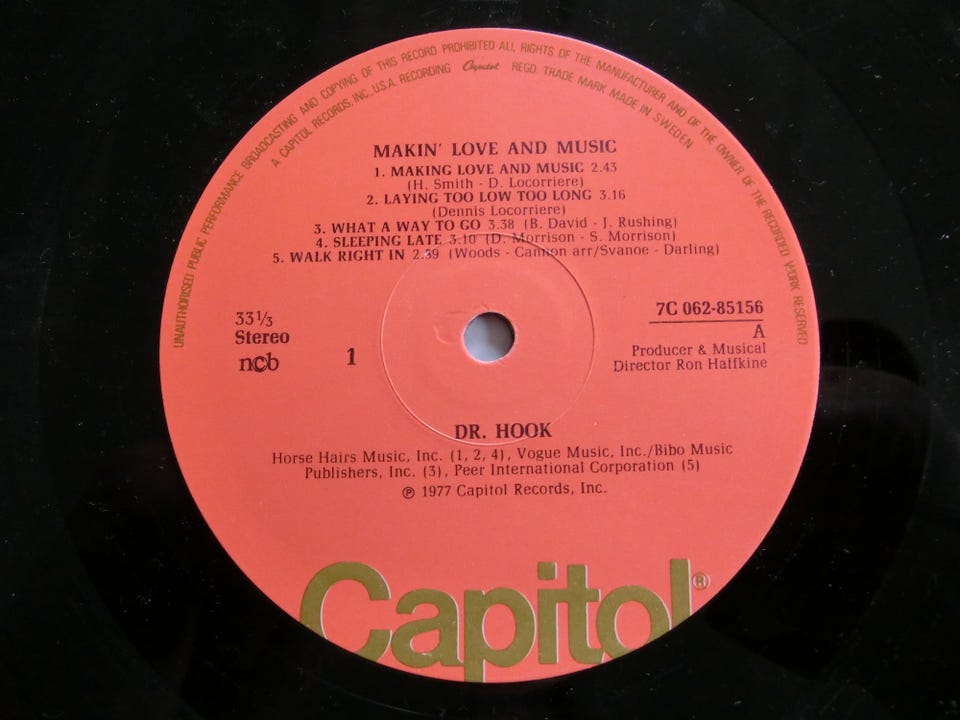 UNAUTHORISED PUBLIC PERFORMANCE BROADCASTING AND COPYING OF THIS RECORD PROHIBITED ALL RIGHTS OF THE MANUFACTURER AND OF THE OWNER OF THE RECORDED WORK RESERVED
A CAPITOL RECORDS, INC., U.S.A. RECORDING Capitol REGD TRADE MARK MADE IN SWEDEN
MAKIN' LOVE AND MUSIC
1. MAKING LOVE AND MUSIC 2.43
(H. Smith - D. Locorriere)
2. LAYING TOO LOW TOO LONG 3.16
(Dennis Locorriere)
3. WHAT A WAY TO GO 3.38 (B. David - J. Rushing)
4. SLEEPING LATE 3.10 (D. Morrison - S. Morrison)
5. WALK RIGHT IN 2.39 (Woods - Cannon arr/Svanoe - Darling)
33 1/3
Stereo
ncb
1
7C 062-85156
A
Producer & Musical
Director Ron Haffkine
DR. HOOK
Horse Hairs Music, Inc. (1, 2, 4), Vogue Music, Inc./Bibo Music
Publishers, Inc. (3), Peer International Corporation (5)
℗ 1977 Capitol Records, Inc.
Capitol®